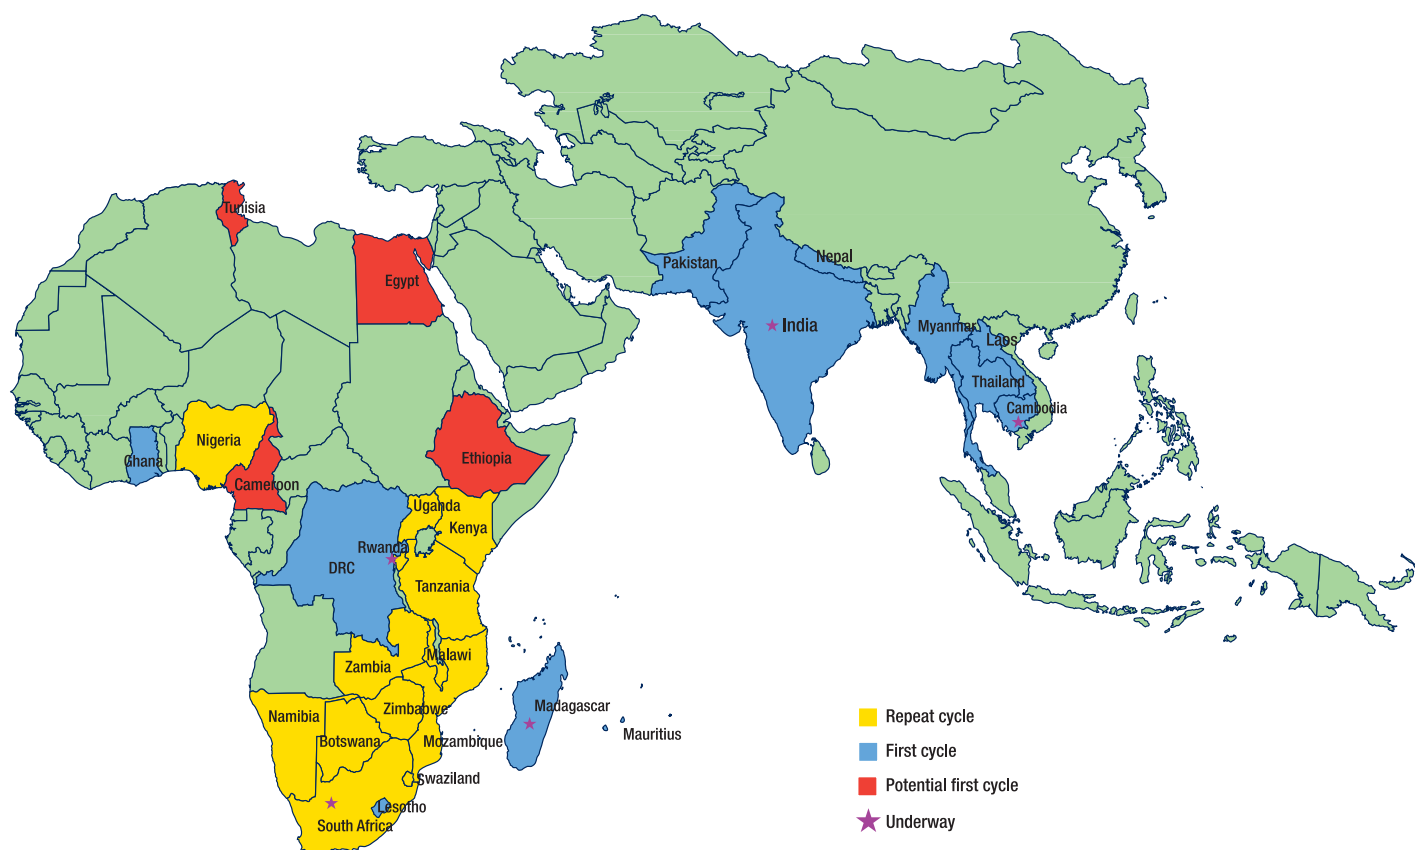 Tunisia
Egypt
Pakistan
Nepal
India
Myanmar
Laos
Thailand
Cambodia
Nigeria
Ghana
Cameroon
Ethiopia
Uganda
Kenya
Rwanda
DRC
Tanzania
Malawi
Zambia
Zimbabwe
Namibia
Botswana
Mozambique
Madagascar
Mauritius
Swaziland
Lesotho
South Africa
Repeat cycle
First cycle
Potential first cycle
Underway